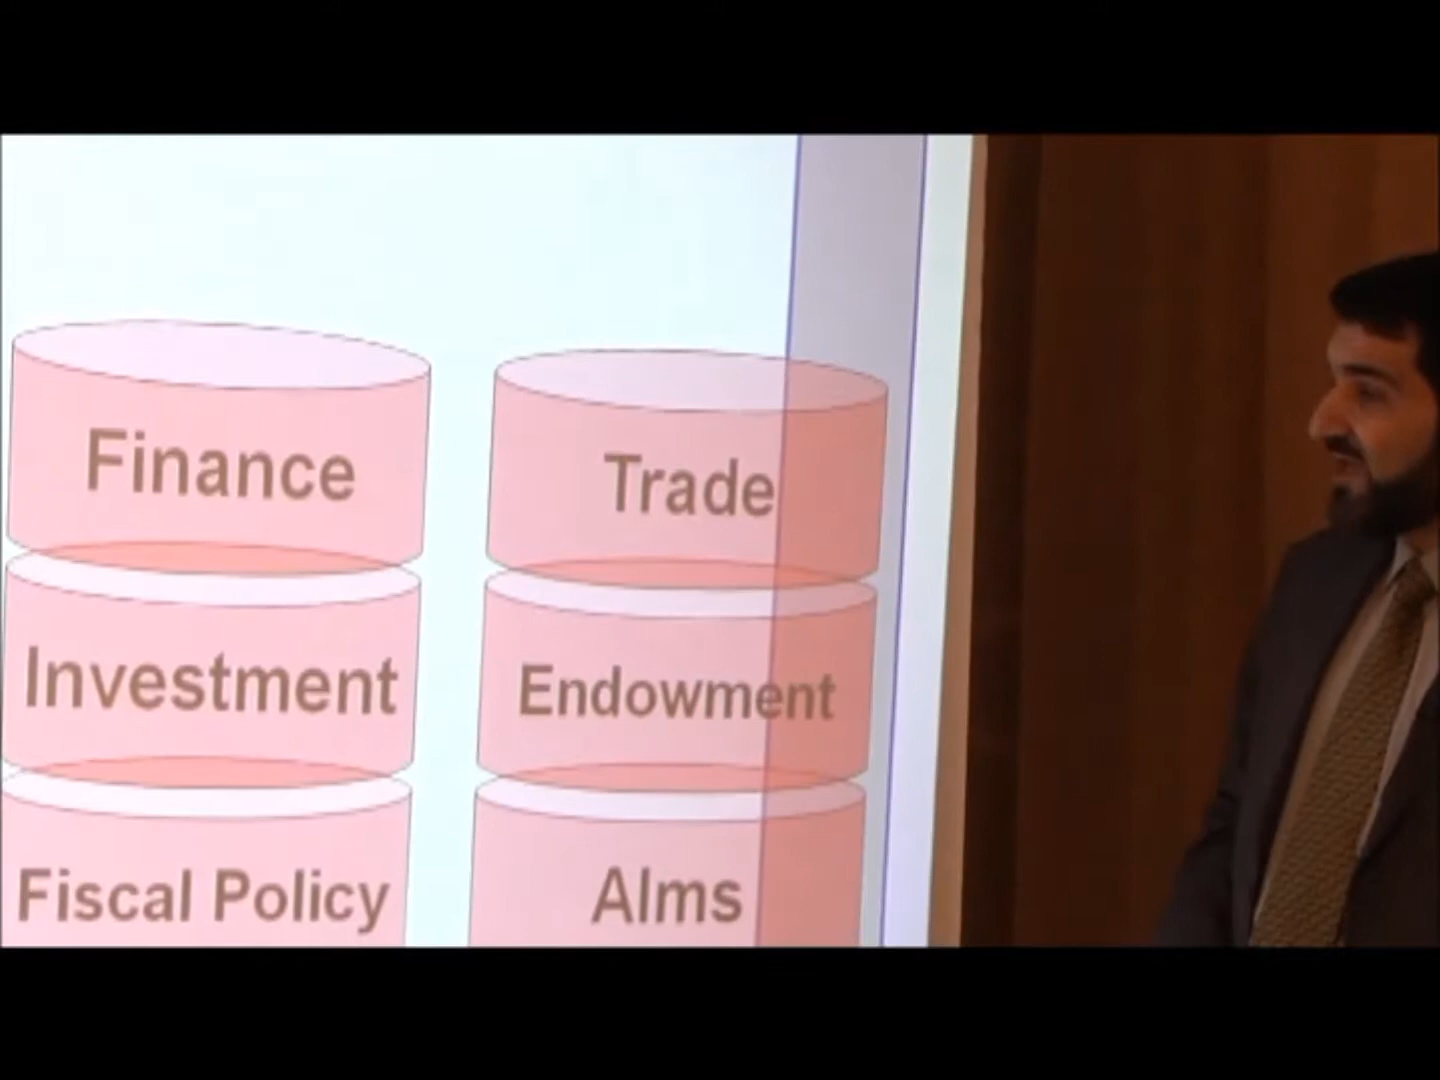 Finance
Investment
Fiscal Policy
Trade
Endowment
Alms